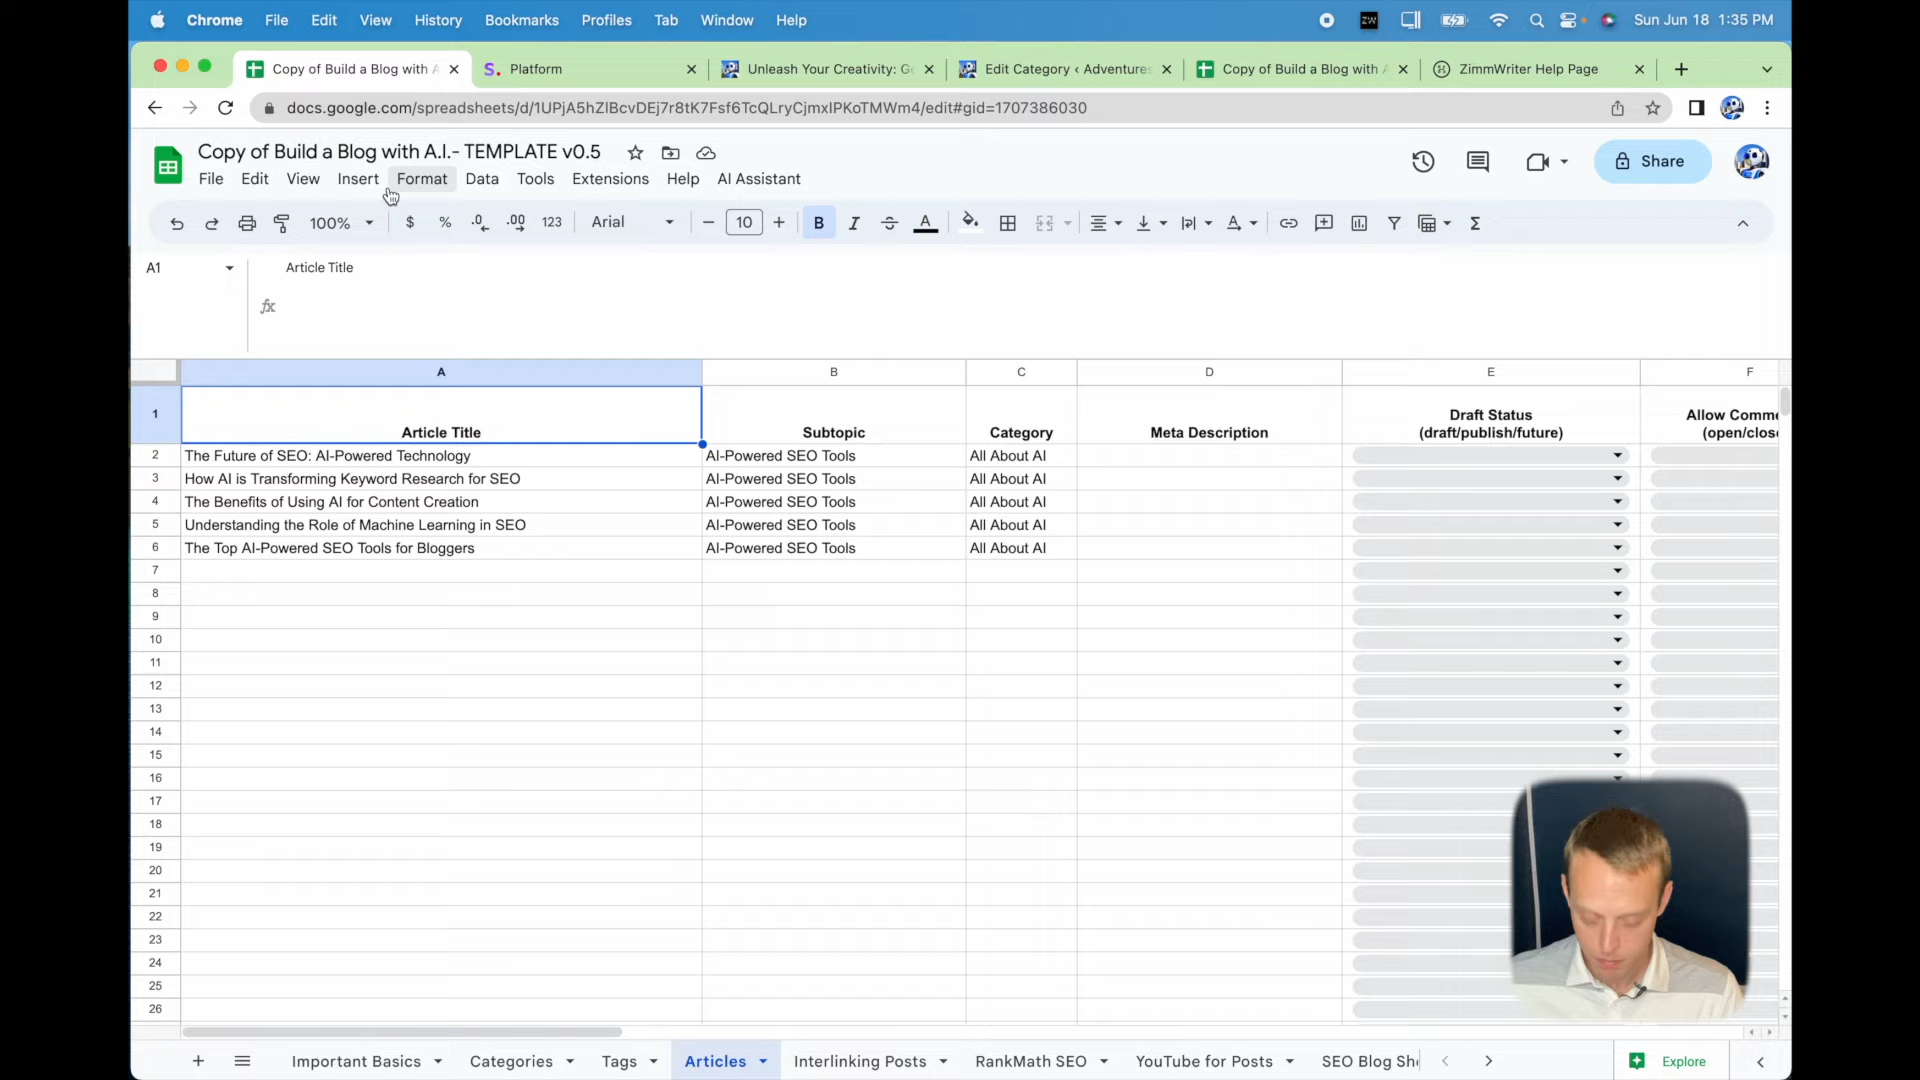 Chrome File Edit View History Bookmarks Profiles Tab Window Help ZW Sun Jun 18 1:35 PM
Copy of Build a Blog with A S. Platform Unleash Your Creativity: Ge Edit Category ‹ Adventures Copy of Build a Blog with A ZimmWriter Help Page
docs.google.com/spreadsheets/d/1UPjA5hZlBcvDEj7r8tK7Fsf6TcQLryCjmxIPKoTMWm4/edit#gid=1707386030
Copy of Build a Blog with A.I.- TEMPLATE v0.5
File Edit View Insert Format Data Tools Extensions Help AI Assistant
Share
100% $ % .0 .00 123 Arial 10 B I S A A Σ
A1 Article Title
fx
A B C D E F
1 Article Title Subtopic Category Meta Description Draft Status
(draft/publish/future) Allow Comme
(open/close
2 The Future of SEO: AI-Powered Technology AI-Powered SEO Tools All About AI
3 How AI is Transforming Keyword Research for SEO AI-Powered SEO Tools All About AI
4 The Benefits of Using AI for Content Creation AI-Powered SEO Tools All About AI
5 Understanding the Role of Machine Learning in SEO AI-Powered SEO Tools All About AI
6 The Top AI-Powered SEO Tools for Bloggers AI-Powered SEO Tools All About AI
7
8
9
10
11
12
13
14
15
16
17
18
19
20
21
22
23
24
25
26
Important Basics Categories Tags Articles Interlinking Posts RankMath SEO YouTube for Posts SEO Blog She Explore